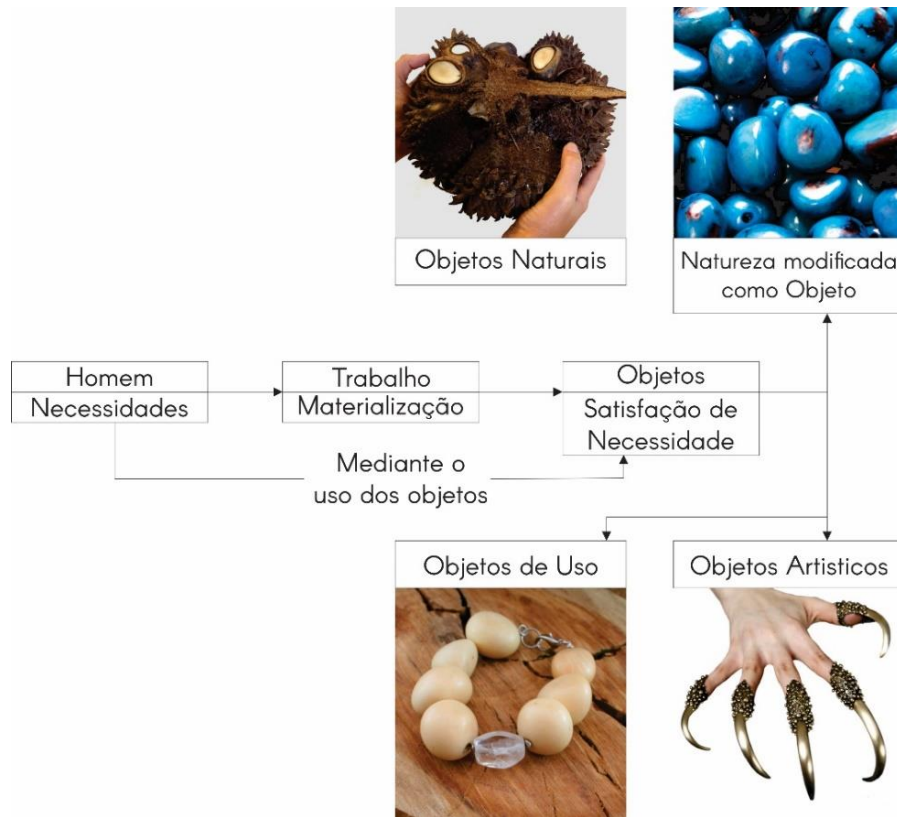 Objetos Naturais
Natureza modificada
como Objeto
Homem
Necessidades
Trabalho
Materialização
Objetos
Satisfação de
Necessidade
Mediante o
uso dos objetos
Objetos de Uso
Objetos Artisticos